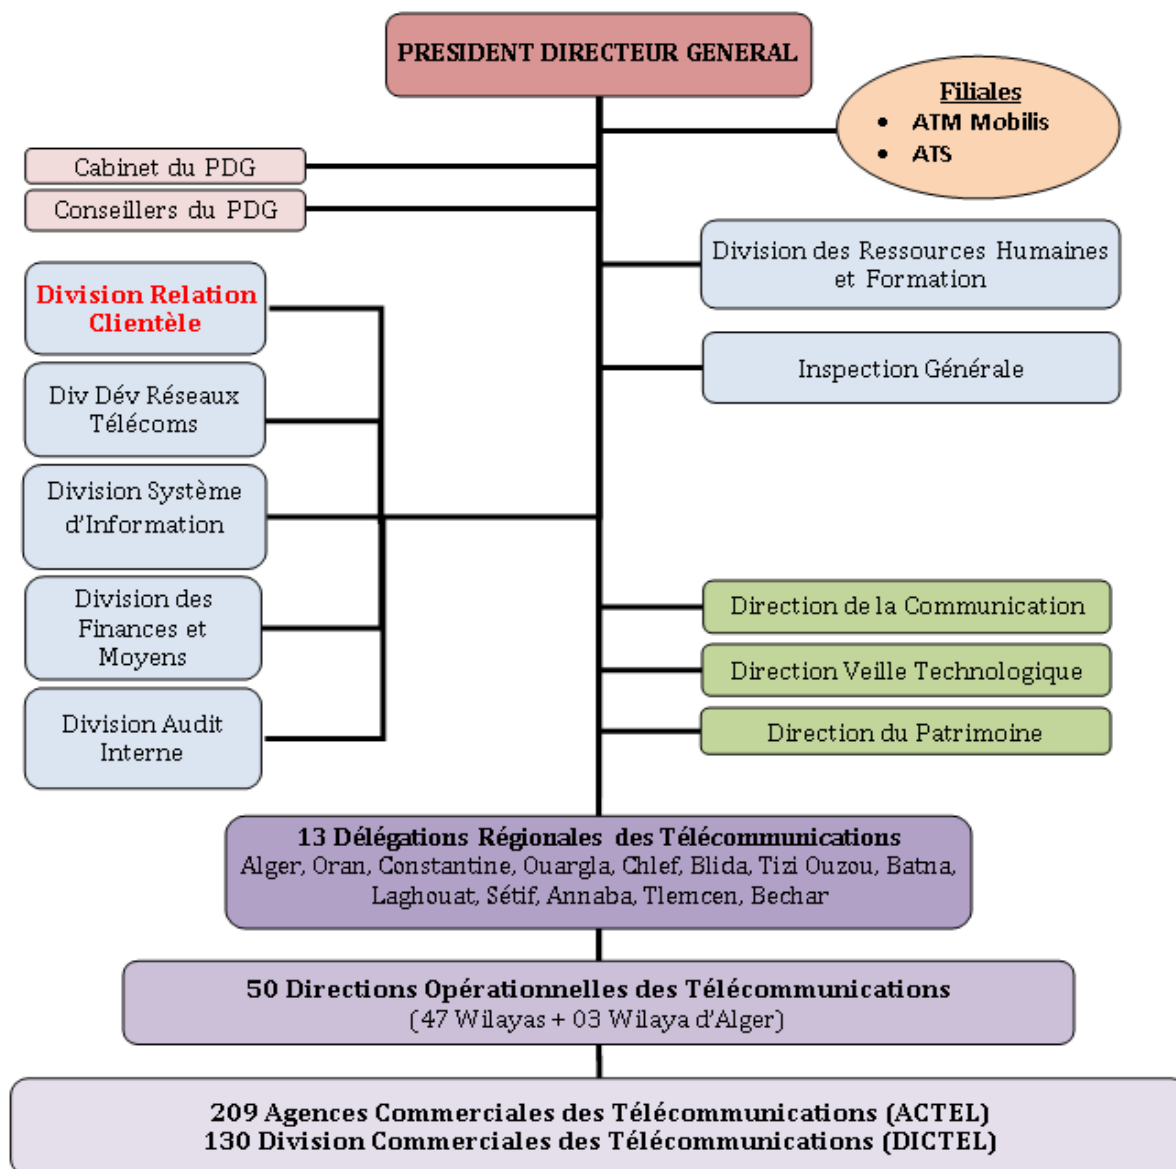 PRESIDENT DIRECTEUR GENERAL
Filiales
• ATM Mobilis
• ATS
Cabinet du PDG
Conseillers du PDG
Division des Ressources Humaines
et Formation
Inspection Générale
Division Relation
Clientèle
Div Dév Réseaux
Télécoms
Division Système
d'Information
Division des
Finances et
Moyens
Division Audit
Interne
Direction de la Communication
Direction Veille Technologique
Direction du Patrimoine
13 Délégations Régionales des Télécommunications
Alger, Oran, Constantine, Ouargla, Chlef, Blida, Tizi Ouzou, Batna,
Laghouat, Sétif, Annaba, Tlemcen, Bechar
50 Directions Opérationnelles des Télécommunications
(47 Wilayas + 03 Wilaya d'Alger)
209 Agences Commerciales des Télécommunications (ACTEL)
130 Division Commerciales des Télécommunications (DICTEL)